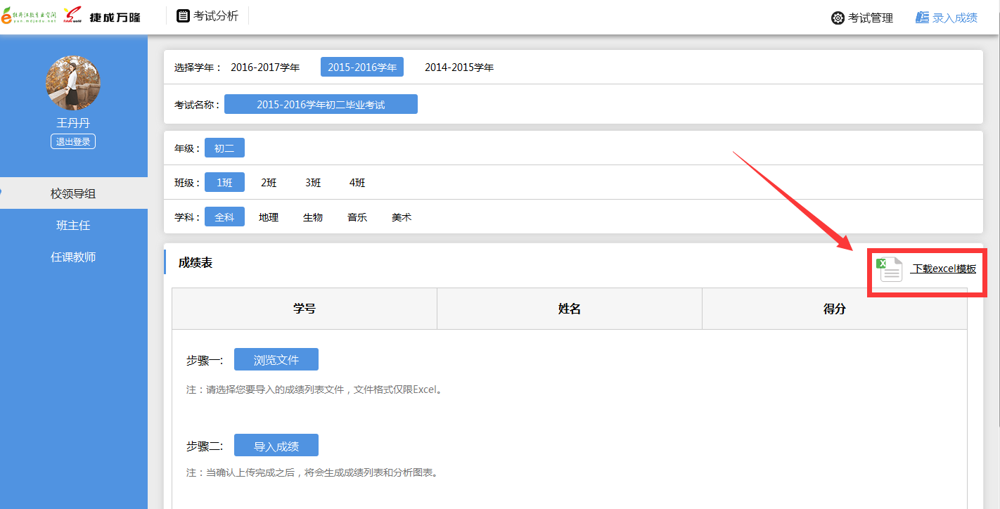 牡丹江教育云空间
yun.mdjedu.net
捷成万隆
考试分析
考试管理
录入成绩
王丹丹
退出登录
校领导组
班主任
任课教师
选择学年： 2016-2017学年 2015-2016学年 2014-2015学年
考试名称： 2015-2016学年初二毕业考试
年级： 初二
班级： 1班 2班 3班 4班
学科： 全科 地理 生物 音乐 美术
成绩表
下载excel模板
学号 姓名 得分
步骤一: 浏览文件
注：请选择您要导入的成绩列表文件，文件格式仅限Excel。
步骤二: 导入成绩
注：当确认上传完成之后，将会生成成绩列表和分析图表。